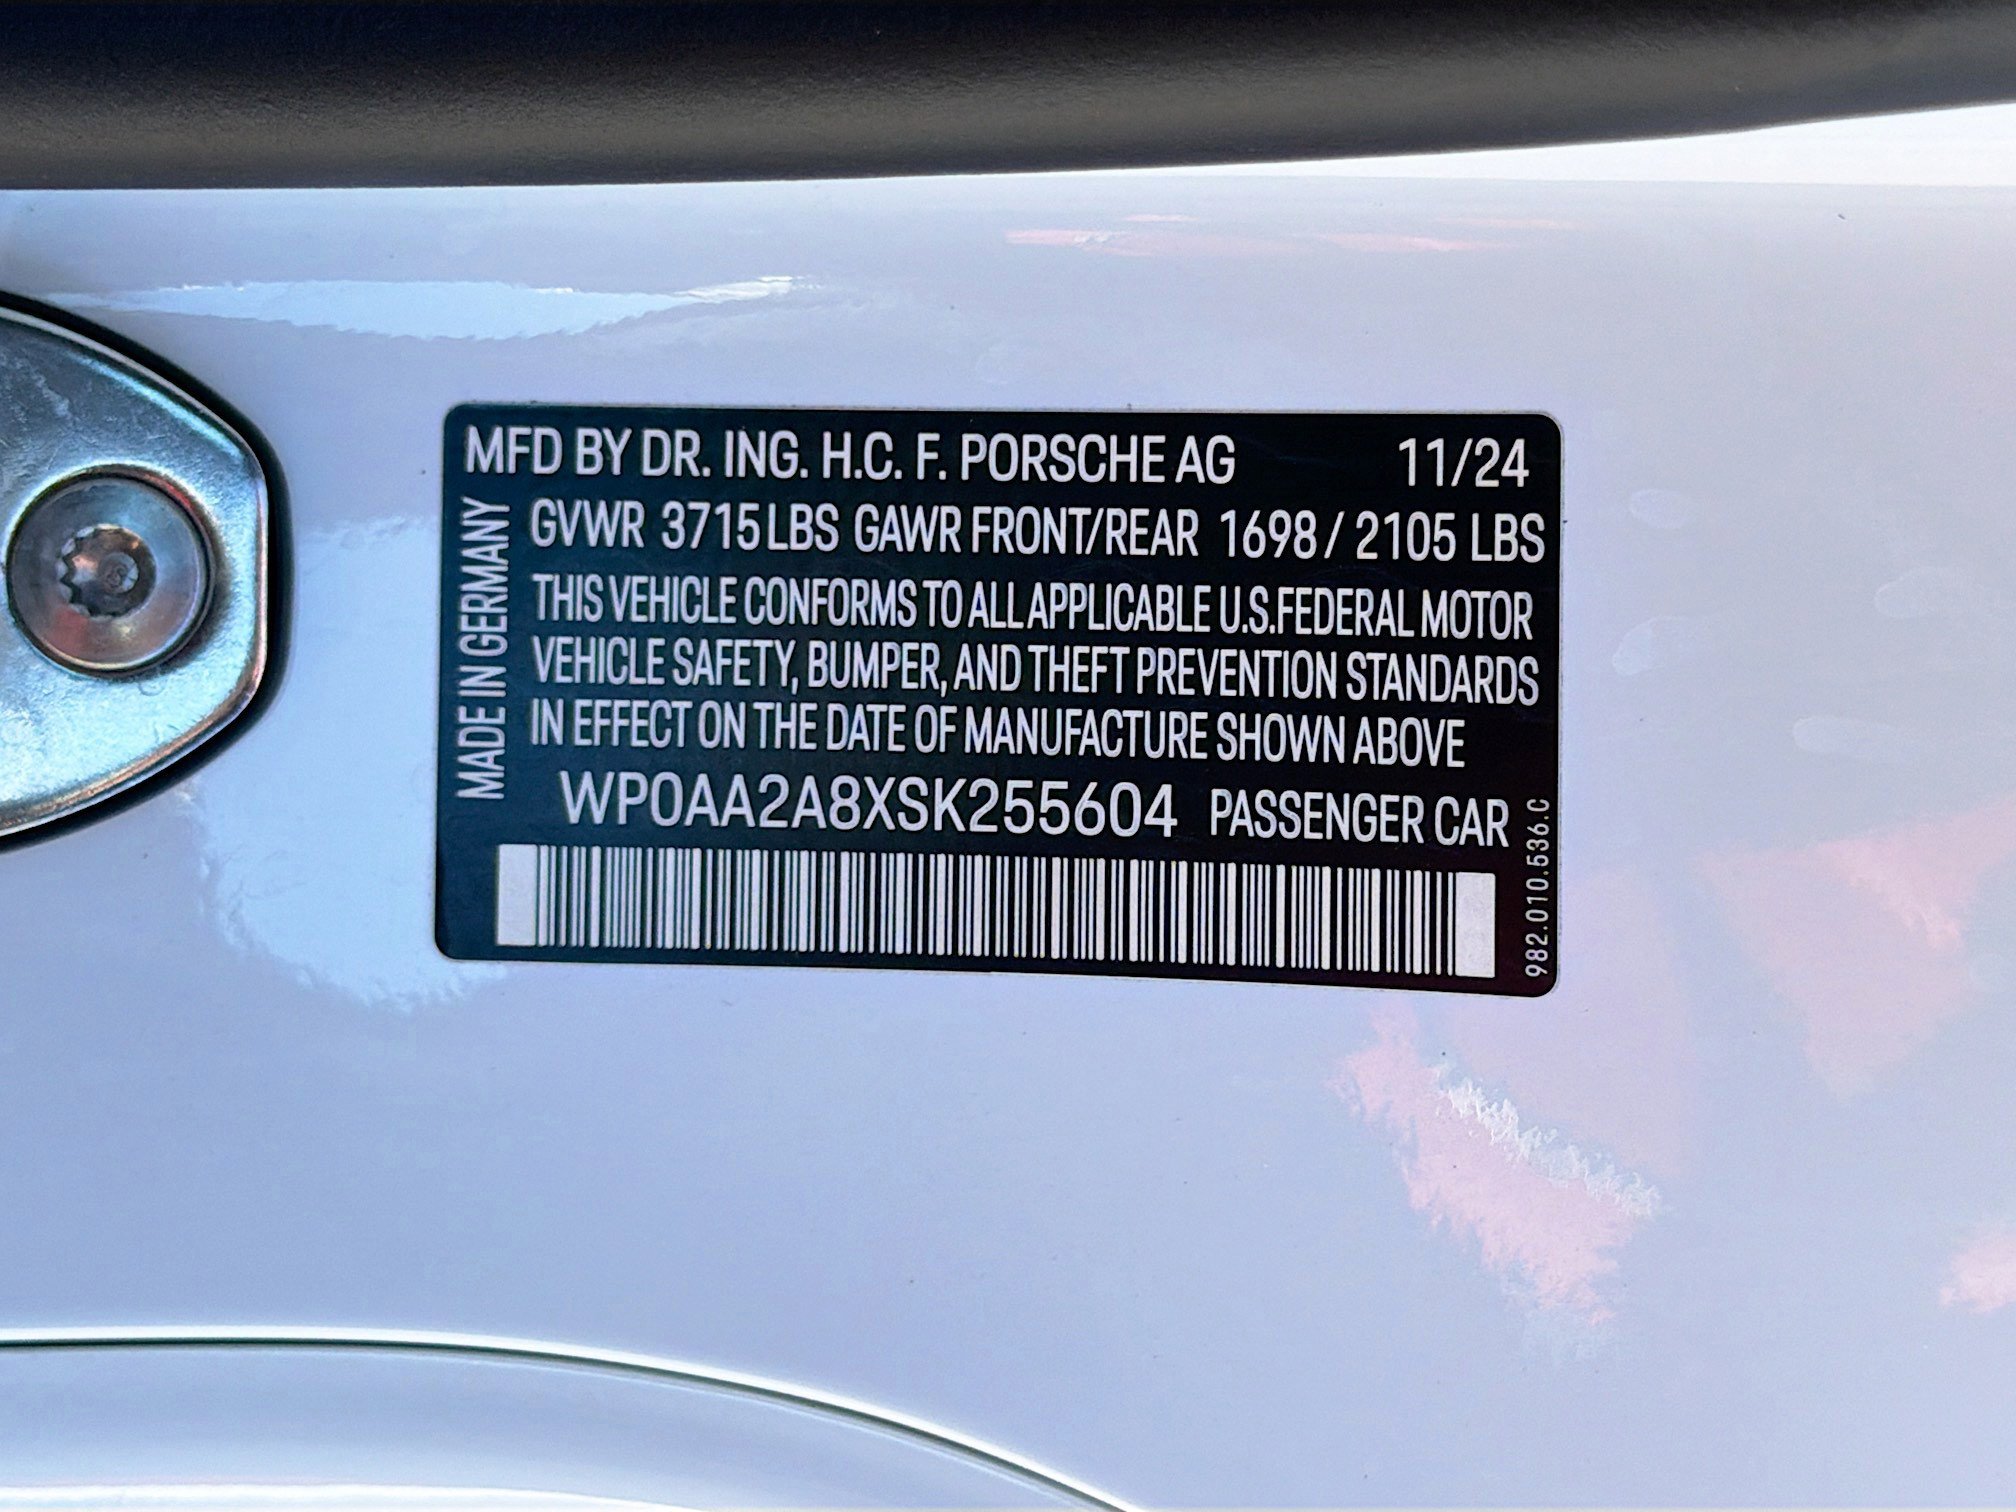 MFD BY DR. ING. H.C. F. PORSCHE AG 11/24
GVWR 3715 LBS GAWR FRONT/REAR 1698 / 2105 LBS
THIS VEHICLE CONFORMS TO ALL APPLICABLE U.S.FEDERAL MOTOR
VEHICLE SAFETY, BUMPER, AND THEFT PREVENTION STANDARDS
IN EFFECT ON THE DATE OF MANUFACTURE SHOWN ABOVE
WP0AA2A8XSK255604 PASSENGER CAR
MADE IN GERMANY
982.010.536.C